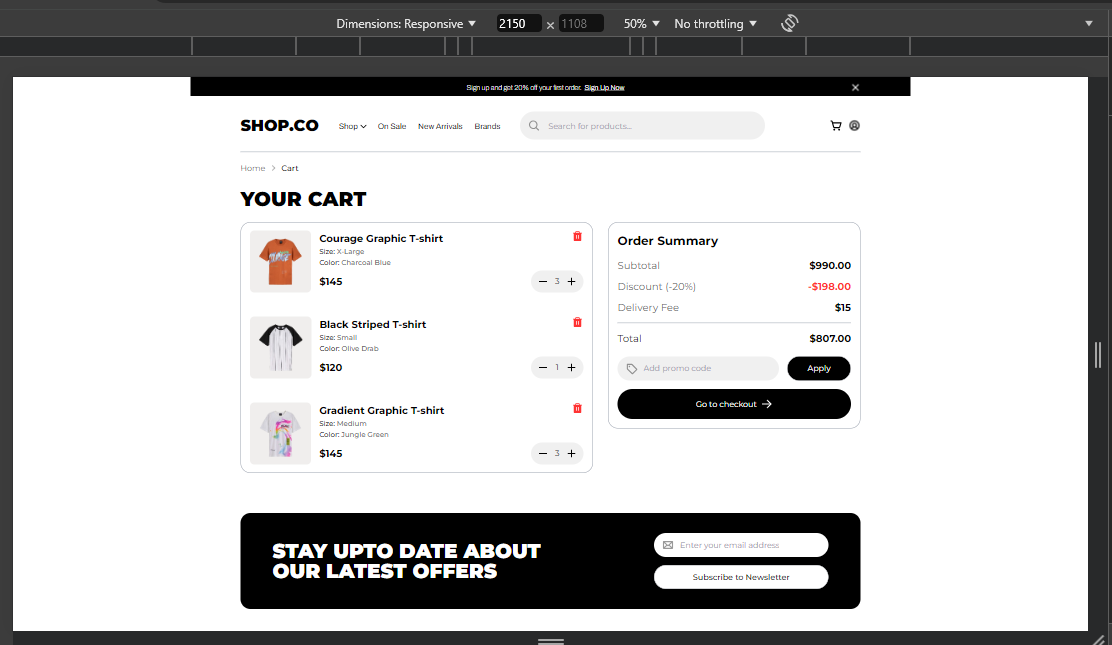 Dimensions: Responsive 2150 × 1108 50% No throttling
Sign up and get 20% off your first order. Sign Up Now
SHOP.CO Shop On Sale New Arrivals Brands Search for products...
Home > Cart
YOUR CART
Courage Graphic T-shirt
Size: X-Large
Color: Charcoal Blue
$145 − 3 +
Black Striped T-shirt
Size: Small
Color: Olive Drab
$120 − 1 +
Gradient Graphic T-shirt
Size: Medium
Color: Jungle Green
$145 − 3 +
Order Summary
Subtotal $990.00
Discount (-20%) -$198.00
Delivery Fee $15
Total $807.00
Add promo code Apply
Go to checkout →
STAY UPTO DATE ABOUT
OUR LATEST OFFERS
Enter your email address
Subscribe to Newsletter